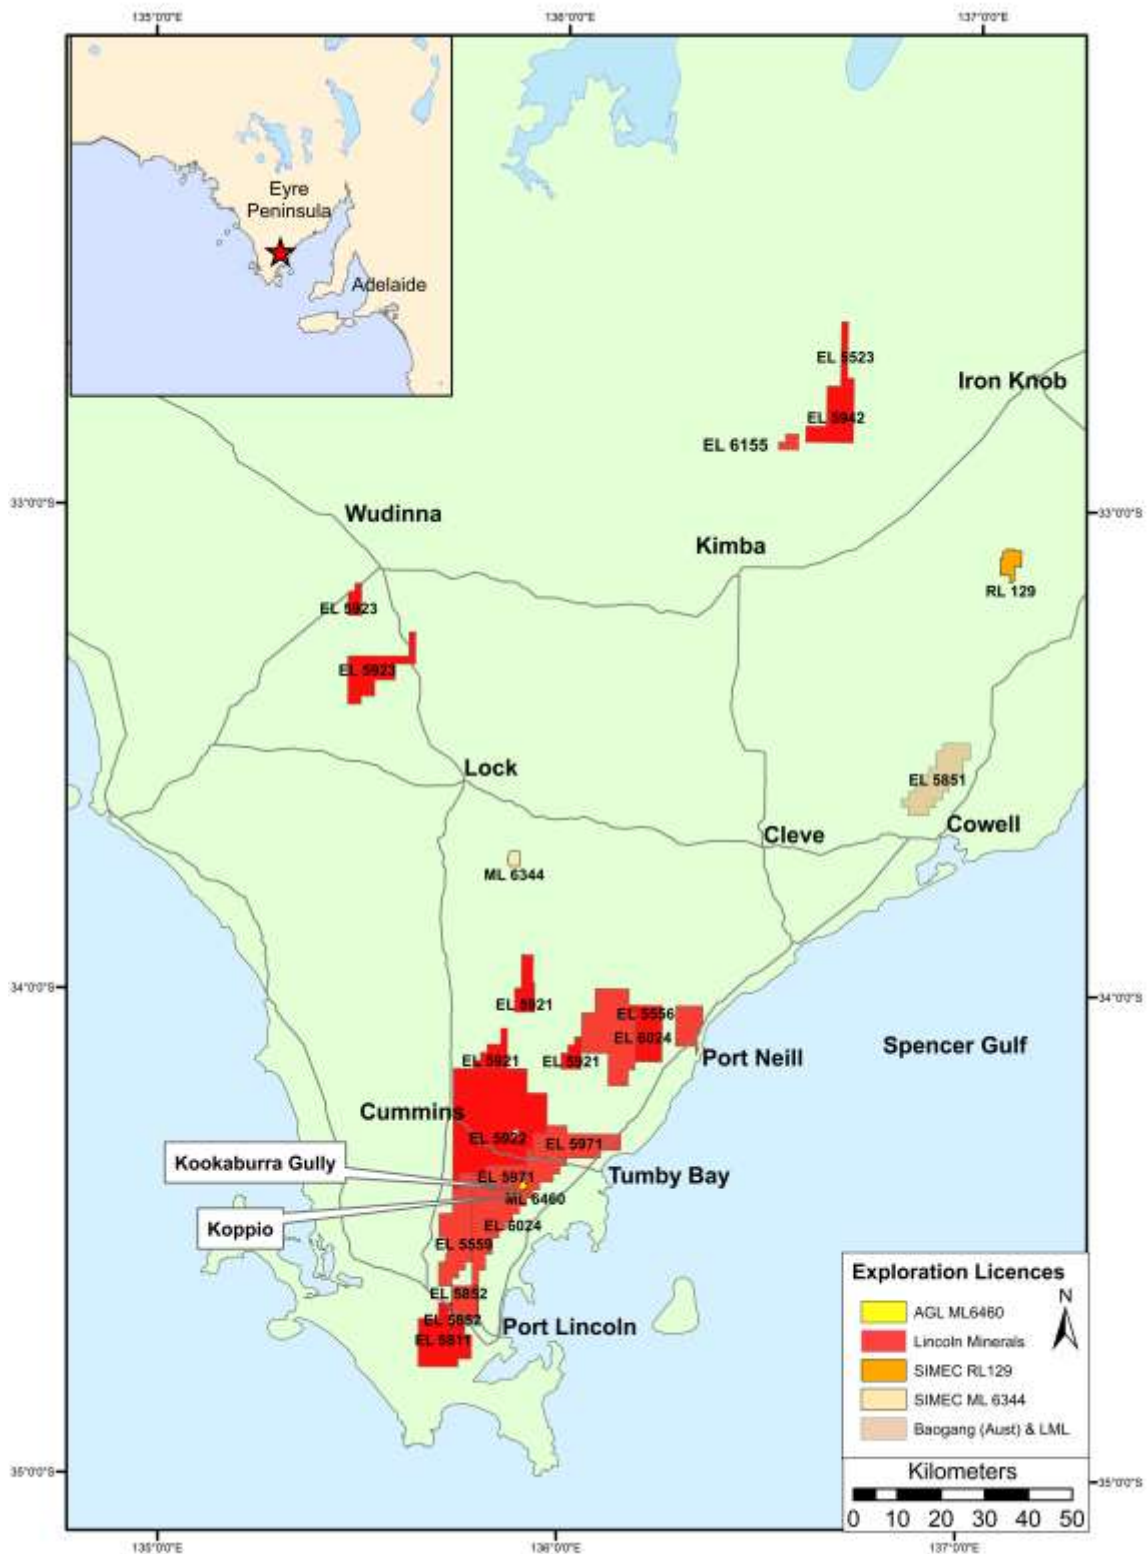 135°0'0"E
136°0'0"E
137°0'0"E
Eyre
Peninsula
Adelaide
EL 5523
Iron Knob
EL 5942
EL 6155
33°0'0"S
33°0'0"S
Wudinna
Kimba
RL 129
EL 5923
EL 5923
Lock
EL 5851
Cowell
Cleve
ML 6344
34°0'0"S
34°0'0"S
EL 5921
EL 5556
EL 6024
Spencer Gulf
Port Neill
EL 5921
EL 5921
Cummins
EL 5922
EL 5971
Kookaburra Gully
EL 5971
Tumby Bay
ML 6460
Koppio
EL 6024
EL 5559
EL 5852
EL 5852
Port Lincoln
EL 5811
Exploration Licences
N
AGL ML6460
Lincoln Minerals
SIMEC RL129
SIMEC ML 6344
Baogang (Aust) & LML
Kilometers
0 10 20 30 40 50
35°0'0"S
35°0'0"S
135°0'0"E
136°0'0"E
137°0'0"E